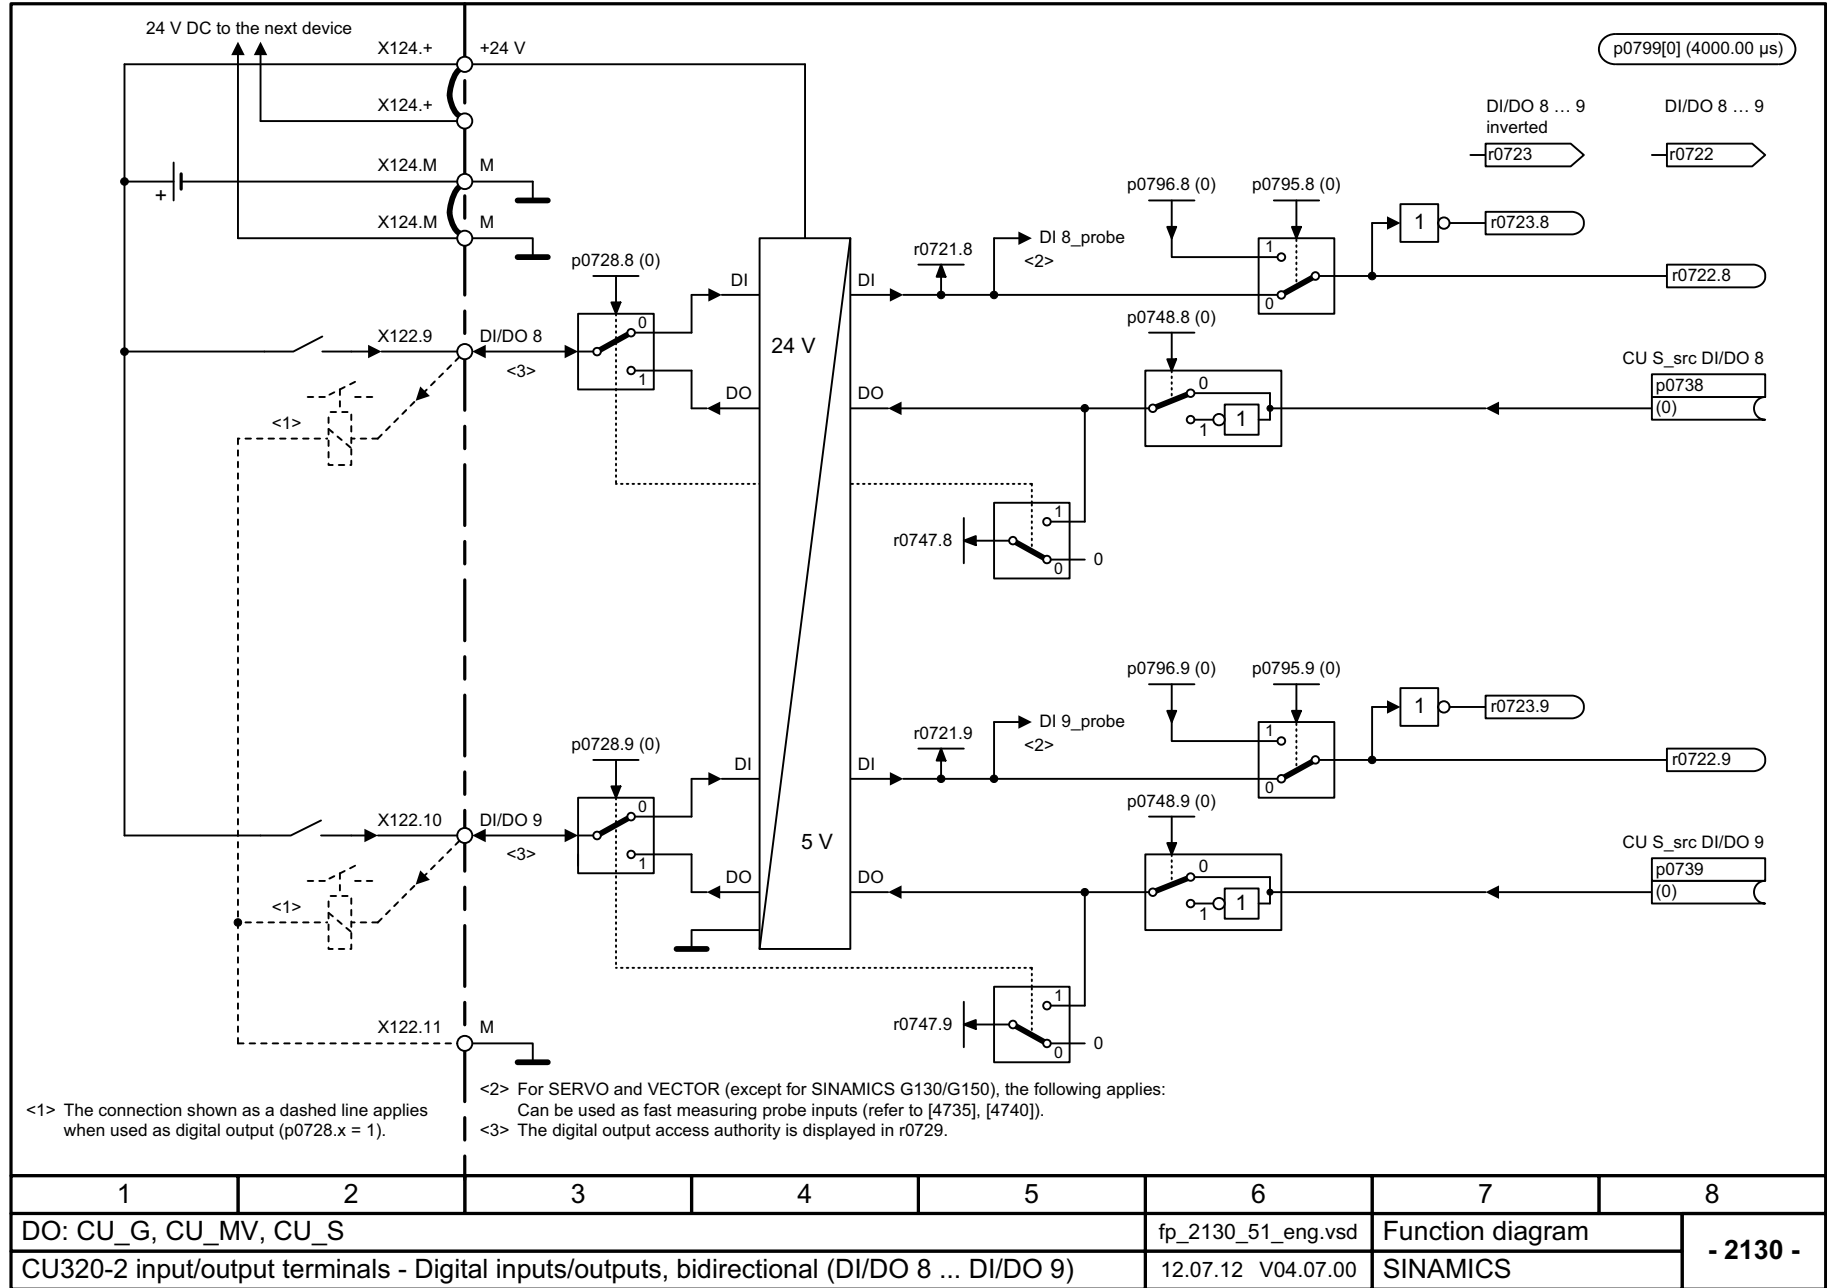 24 V DC to the next device
X124.+
+24 V
p0799[0] (4000.00 µs)
X124.+
DI/DO 8 … 9
inverted
DI/DO 8 … 9
r0723
r0722
X124.M
M
+
X124.M
M
p0796.8 (0)
p0795.8 (0)
1
r0723.8
p0728.8 (0)
DI
DI
r0721.8
DI 8_probe
<2>
1
0
r0722.8
X122.9
DI/DO 8
<3>
0
1
24 V
p0748.8 (0)
CU S_src DI/DO 8
p0738
(0)
DO
DO
0
1
1
<1>
r0747.8
1
0
0
p0796.9 (0)
p0795.9 (0)
1
r0723.9
p0728.9 (0)
DI
DI
r0721.9
DI 9_probe
<2>
1
0
r0722.9
X122.10
DI/DO 9
<3>
0
1
5 V
p0748.9 (0)
CU S_src DI/DO 9
p0739
(0)
DO
DO
0
1
1
<1>
r0747.9
1
0
0
X122.11
M
<1> The connection shown as a dashed line applies
when used as digital output (p0728.x = 1).
<2> For SERVO and VECTOR (except for SINAMICS G130/G150), the following applies:
Can be used as fast measuring probe inputs (refer to [4735], [4740]).
<3> The digital output access authority is displayed in r0729.
1 2 3 4 5 6 7 8
DO: CU_G, CU_MV, CU_S
fp_2130_51_eng.vsd
Function diagram
- 2130 -
CU320-2 input/output terminals - Digital inputs/outputs, bidirectional (DI/DO 8 ... DI/DO 9)
12.07.12 V04.07.00
SINAMICS